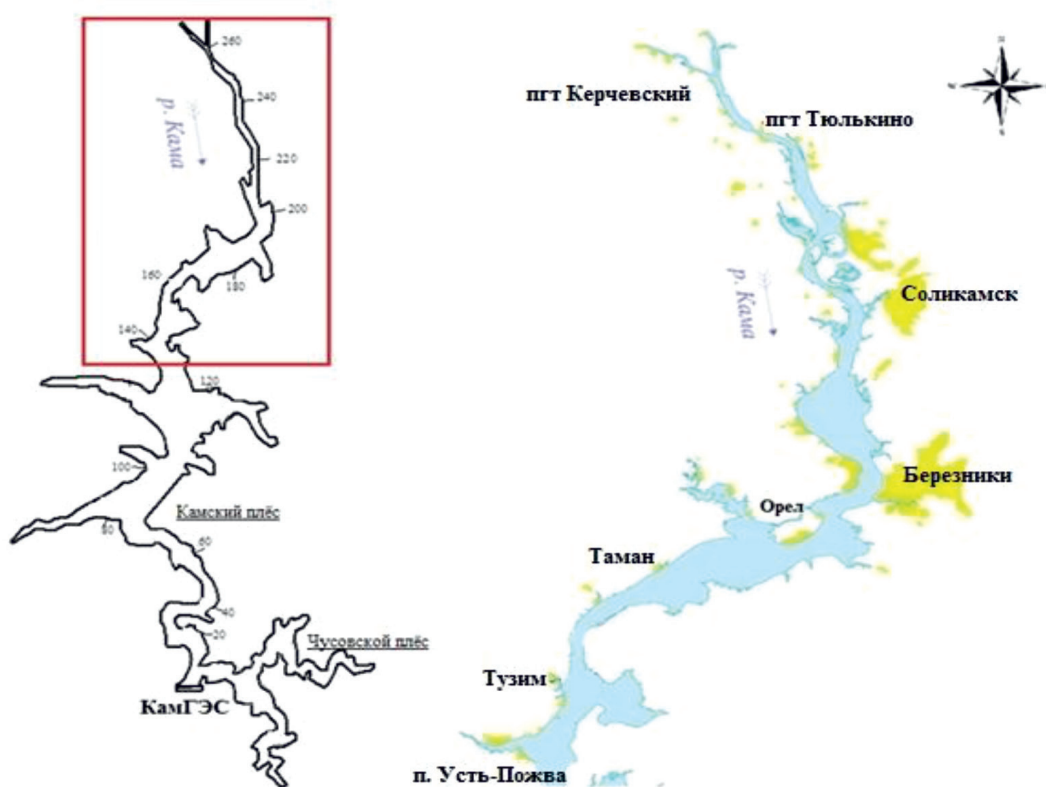 260
240
р. Кама
220
200
160
180
140
120
100
Камский плёс
80
60
40
20
Чусовской плёс
КамГЭС
пгт Керчевский
пгт Тюлькино
Соликамск
р. Кама
Березники
Орел
Таман
Тузим
п. Усть-Пожва